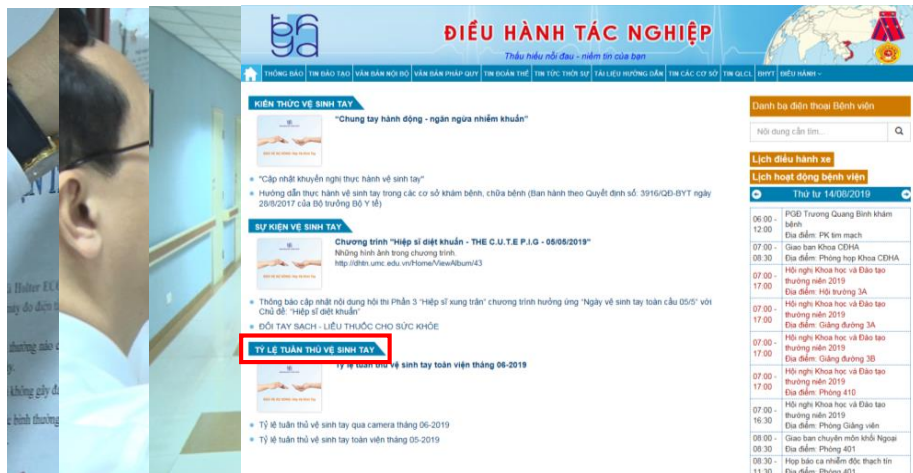 ĐIỀU HÀNH TÁC NGHIỆP
Thấu hiểu nỗi đau - niềm tin của bạn
THÔNG BÁO TIN ĐÀO TẠO VĂN BẢN NỘI BỘ VĂN BẢN PHÁP QUY TIN ĐOÀN THỂ TIN TỨC THỜI SỰ TÀI LIỆU HƯỚNG DẪN TIN CÁC CƠ SỞ TIN QLCL BHYT ĐIỀU HÀNH
KIẾN THỨC VỆ SINH TAY
"Chung tay hành động - ngăn ngừa nhiễm khuẩn"
"Cập nhật khuyến nghị thực hành vệ sinh tay"
Hướng dẫn thực hành vệ sinh tay trong các cơ sở khám bệnh, chữa bệnh (Ban hành theo Quyết định số: 3916/QĐ-BYT ngày
28/8/2017 của Bộ trưởng Bộ Y tế)
SỰ KIỆN VỆ SINH TAY
Chương trình "Hiệp sĩ diệt khuẩn - THE C.U.T.E P.I.G - 05/05/2019"
Những hình ảnh trong chương trình.
http://dhtn.umc.edu.vn/Home/ViewAlbum/43
Thông báo cập nhật nội dung hội thi Phần 3 "Hiệp sĩ xung trận" chương trình hưởng ứng "Ngày vệ sinh tay toàn cầu 05/5" với
Chủ đề: "Hiệp sĩ diệt khuẩn"
ĐÔI TAY SẠCH - LIỀU THUỐC CHO SỨC KHỎE
TỶ LỆ TUÂN THỦ VỆ SINH TAY
Tỷ lệ tuân thủ vệ sinh tay toàn viện tháng 06-2019
Tỷ lệ tuân thủ vệ sinh tay qua camera tháng 06-2019
Tỷ lệ tuân thủ vệ sinh tay toàn viện tháng 05-2019
Danh bạ điện thoại Bệnh viện
Nội dung cần tìm...
Lịch điều hành xe
Lịch hoạt động bệnh viện
Thứ tư 14/08/2019
06:00 - 12:00 PGĐ Trương Quang Bình khám bệnh
Địa điểm: PK tim mạch
07:00 - 08:30 Giao ban Khoa CĐHA
Địa điểm: Phòng họp Khoa CĐHA
07:00 - 17:00 Hội nghị Khoa học và Đào tạo thường niên 2019
Địa điểm: Hội trường 3A
07:00 - 17:00 Hội nghị Khoa học và Đào tạo thường niên 2019
Địa điểm: Giảng đường 3A
07:00 - 17:00 Hội nghị Khoa học và Đào tạo thường niên 2019
Địa điểm: Giảng đường 3B
07:00 - 17:00 Hội nghị Khoa học và Đào tạo thường niên 2019
Địa điểm: Phòng 410
07:00 - 16:30 Hội nghị Khoa học và Đào tạo thường niên 2019
Địa điểm: Phòng Giảng viên
08:00 - 08:30 Giao ban chuyên môn khối Ngoại
Địa điểm: Phòng 401
08:30 - 11:30 Họp báo ca nhiễm độc thạch tín
Địa điểm: Phòng 401